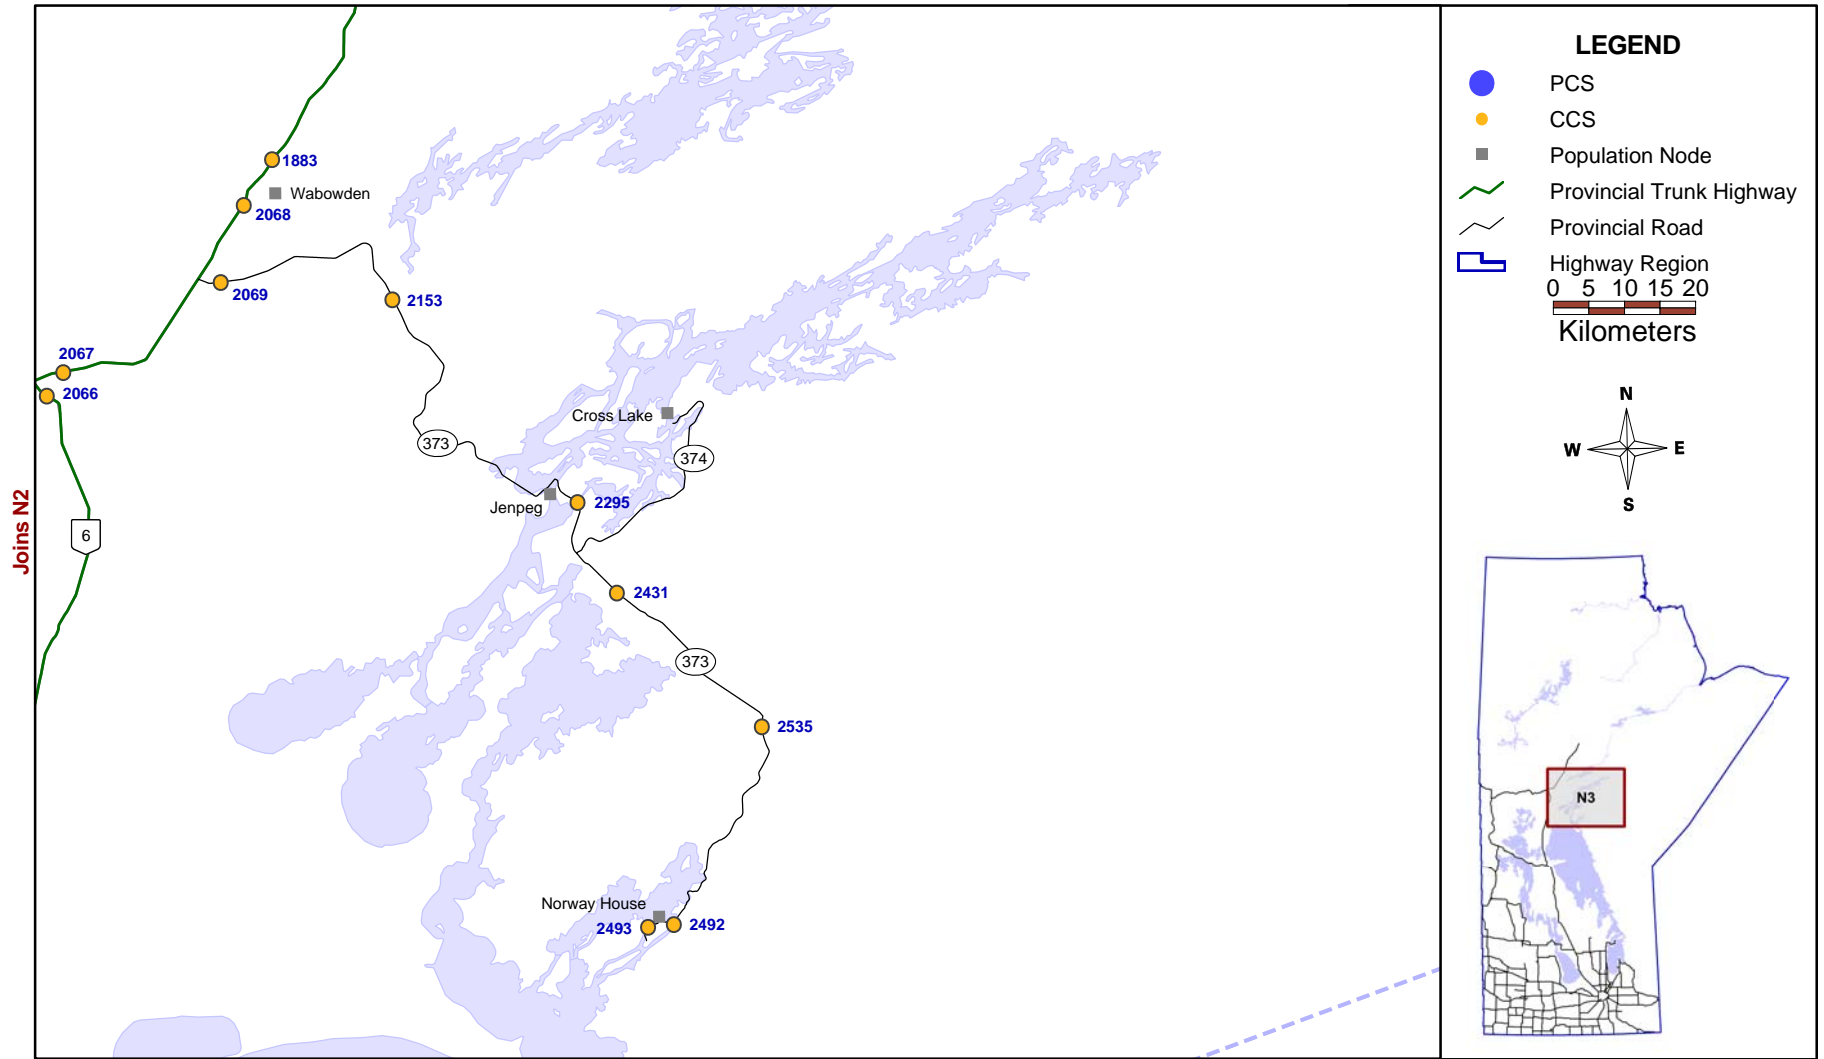 1883
Wabowden
2068
2069
2153
2067
2066
Cross Lake
373
374
Jenpeg
2295
6
Joins N2
2431
373
2535
Norway House
2493
2492
LEGEND
PCS
CCS
Population Node
Provincial Trunk Highway
Provincial Road
Highway Region
0 5 10 15 20
Kilometers
N
W E
S
N3